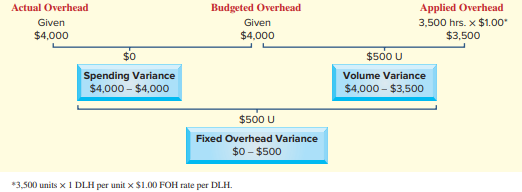 Actual Overhead Budgeted Overhead Applied Overhead
Given Given 3,500 hrs. × $1.00*
$4,000 $4,000 $3,500
$0 $500 U
Spending Variance Volume Variance
$4,000 – $4,000 $4,000 – $3,500
$500 U
Fixed Overhead Variance
$0 – $500
*3,500 units × 1 DLH per unit × $1.00 FOH rate per DLH.